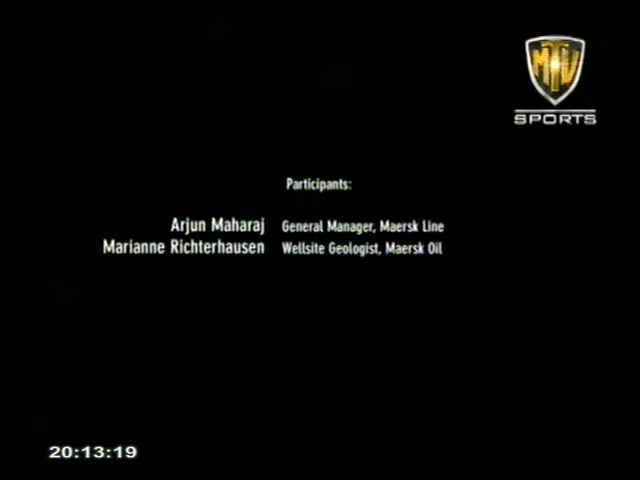 MTV
SPORTS
Participants:
Arjun Maharaj General Manager, Maersk Line
Marianne Richterhausen Wellsite Geologist, Maersk Oil
20:13:19